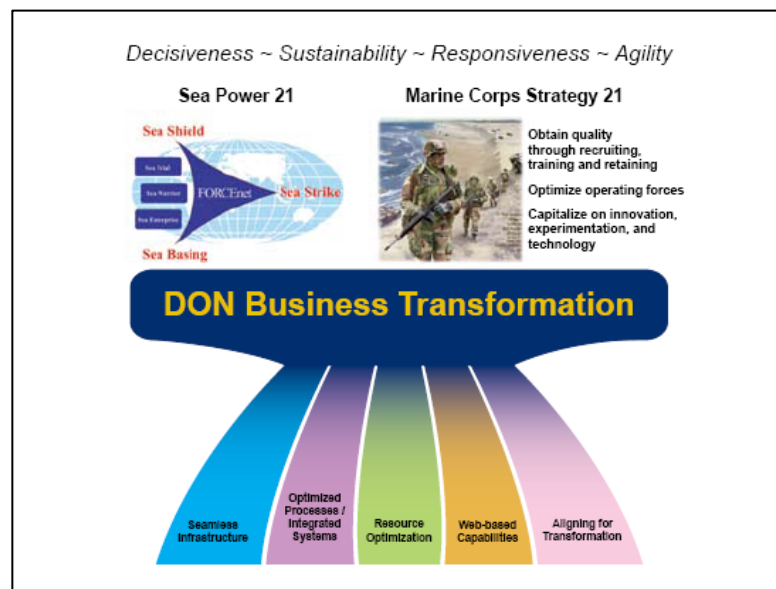 Decisiveness ~ Sustainability ~ Responsiveness ~ Agility
Sea Power 21
Sea Shield
Sea Trial
Sea Warrior
FORCEnet
Sea Strike
Sea Enterprise
Sea Basing
Marine Corps Strategy 21
Obtain quality
through recruiting,
training and retaining
Optimize operating forces
Capitalize on innovation,
experimentation, and
technology
DON Business Transformation
Seamless
Infrastructure
Optimized
Processes /
Integrated
Systems
Resource
Optimization
Web-based
Capabilities
Aligning for
Transformation